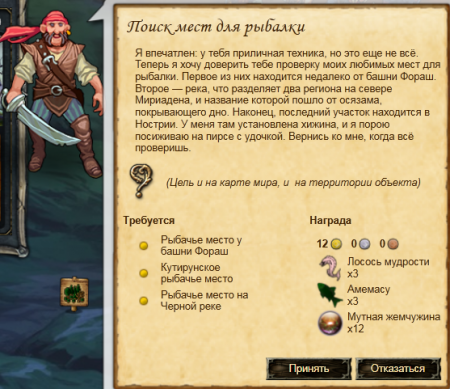 Поиск мест для рыбалки
Я впечатлен: у тебя приличная техника, но это еще не всё.
Теперь я хочу доверить тебе проверку моих любимых мест для
рыбалки. Первое из них находится недалеко от башни Фораш.
Второе — река, что разделяет два региона на севере
Мириадена, и название которой пошло от осязама,
покрывающего дно. Наконец, последний участок находится в
Нострии. У меня там установлена хижина, и я порою
посиживаю на пирсе с удочкой. Вернись ко мне, когда всё
проверишь.
(Цель и на карте мира, и на территории объекта)
Требуется
Рыбачье место у
башни Фораш
Кутирунское
рыбачье место
Рыбачье место на
Черной реке
Награда
12 0 0
Лосось мудрости
x3
Амемасу
x3
Мутная жемчужина
x12
Принять
Отказаться